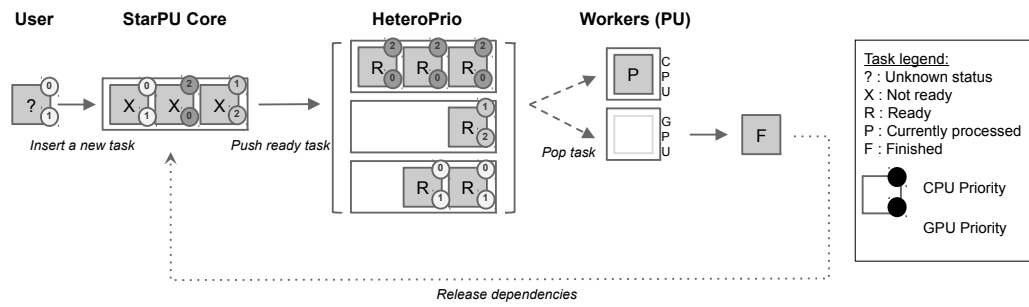 User
StarPU Core
HeteroPrio
Workers (PU)
? 0 1
X 0 1
X 2 0
X 1 2
R 2 0
R 2 0
R 2 0
R 1 2
R 0 1
R 0 1
P
CPU
GPU
F
Insert a new task
Push ready task
Pop task
Release dependencies
Task legend:
? : Unknown status
X : Not ready
R : Ready
P : Currently processed
F : Finished
CPU Priority
GPU Priority